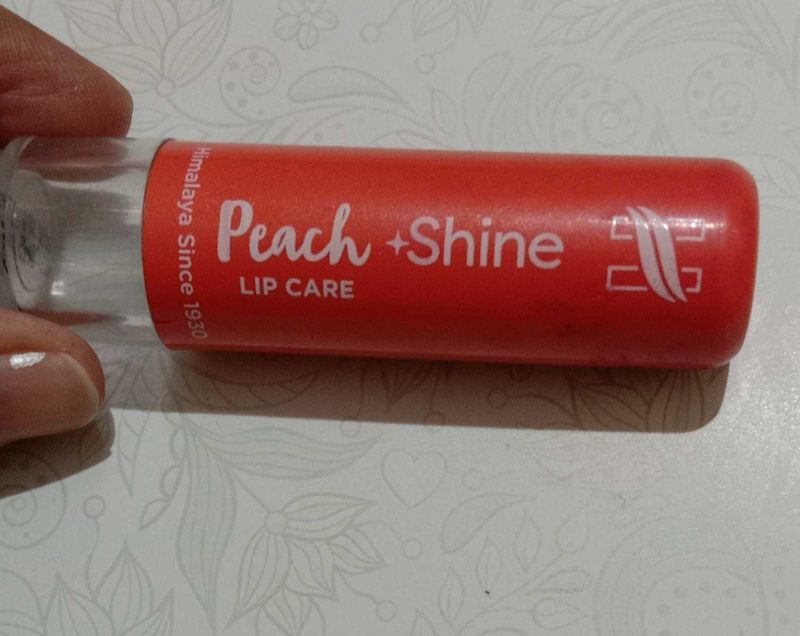 Himalaya Since 1930
Peach Shine
LIP CARE